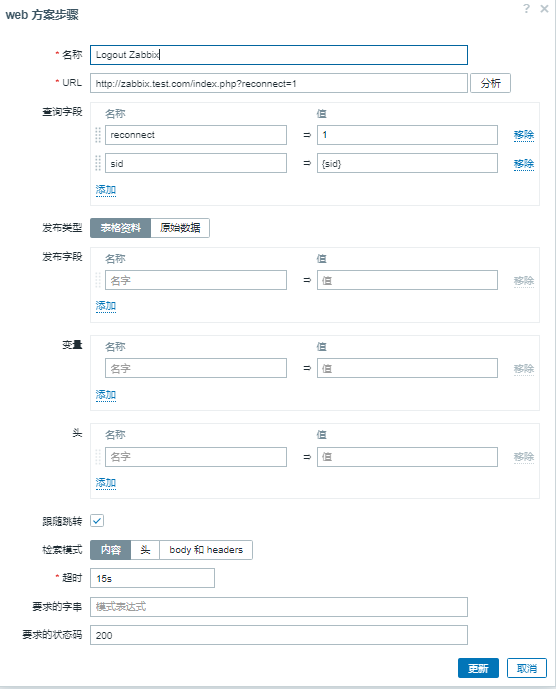 web 方案步骤
? ×
* 名称 Logout Zabbix
* URL http://zabbix.test.com/index.php?reconnect=1 分析
查询字段 名称 值
reconnect ⇒ 1 移除
sid ⇒ {sid} 移除
添加
发布类型 表格资料 原始数据
发布字段 名称 值
名字 ⇒ 值 移除
添加
变量 名称 值
名字 ⇒ 值 移除
添加
头 名称 值
名字 ⇒ 值 移除
添加
跟随跳转
检索模式 内容 头 body 和 headers
* 超时 15s
要求的字串 模式表达式
要求的状态码 200
更新 取消